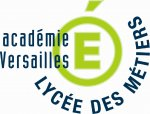 académie
Versailles
É
LYCÉE DES MÉTIERS